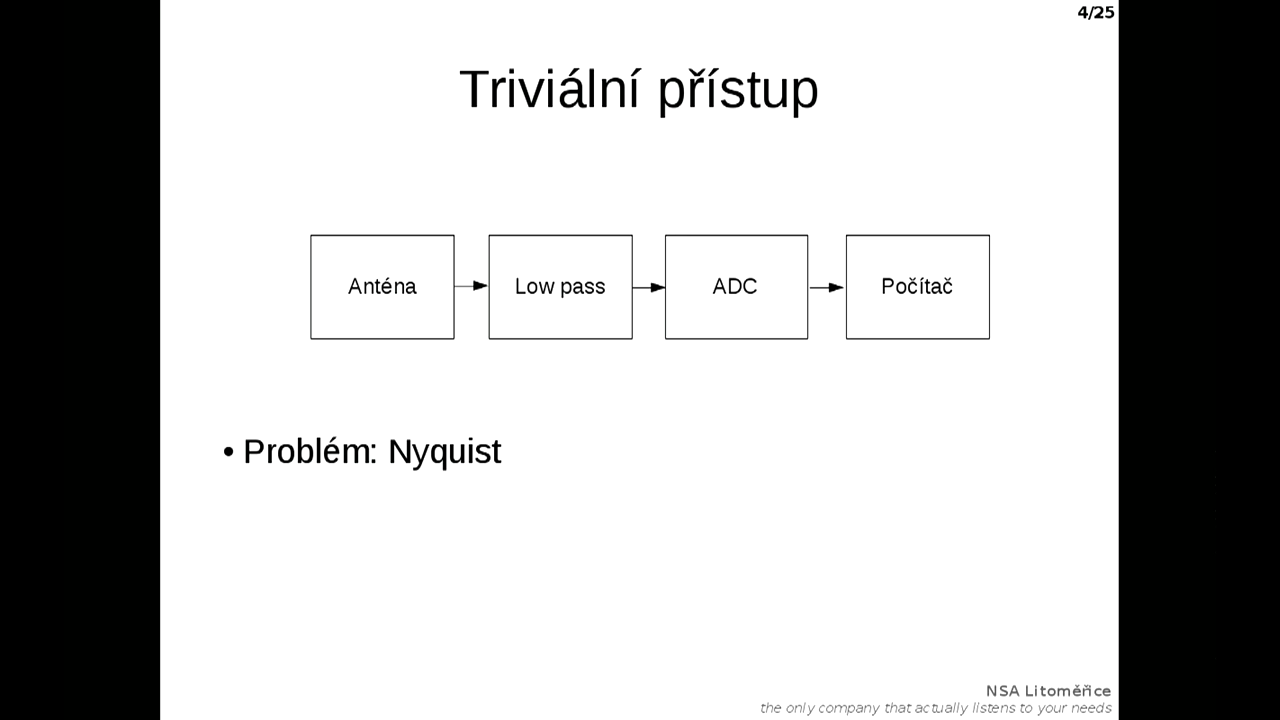 4/25
Triviální přístup
Anténa
Low pass
ADC
Počítač
• Problém: Nyquist
NSA Litoměřice
the only company that actually listens to your needs